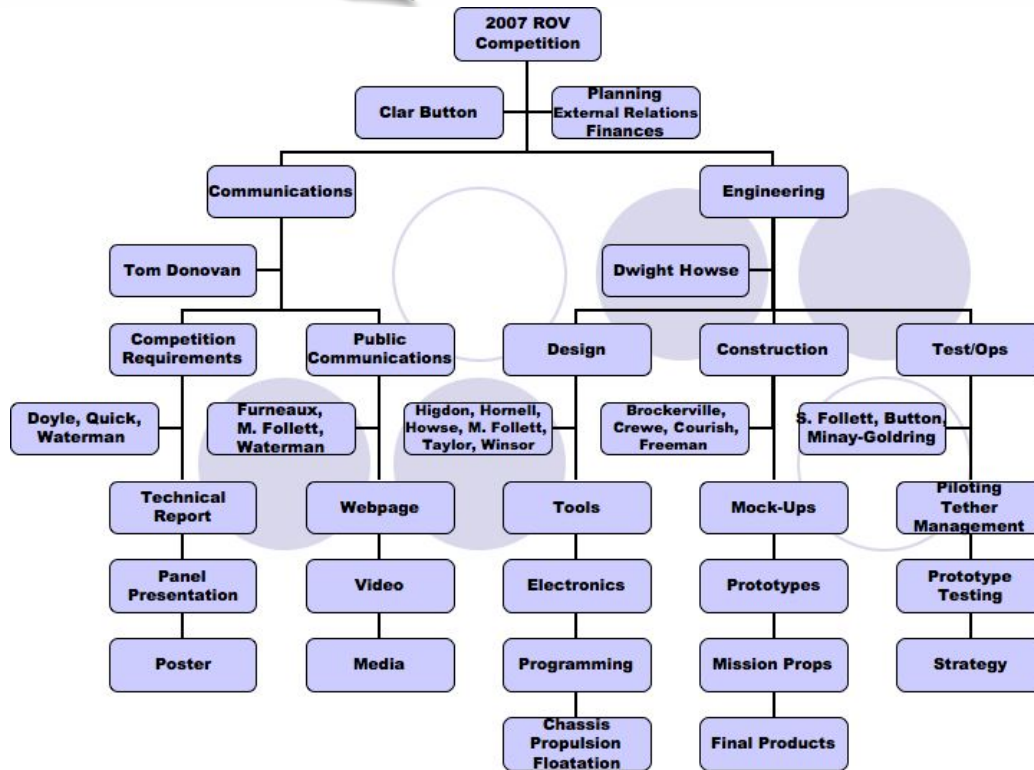 2007 ROV
Competition
Clar Button
Planning
External Relations
Finances
Communications
Engineering
Tom Donovan
Dwight Howse
Competition
Requirements
Public
Communications
Design
Construction
Test/Ops
Doyle, Quick,
Waterman
Furneaux,
M. Follett,
Waterman
Higdon, Hornell,
Howse, M. Follett,
Taylor, Winsor
Brockerville,
Crewe, Courish,
Freeman
S. Follett, Button,
Minay-Goldring,
Technical
Report
Webpage
Tools
Mock-Ups
Piloting
Tether
Management
Panel
Presentation
Video
Electronics
Prototypes
Prototype
Testing
Poster
Media
Programming
Mission Props
Strategy
Chassis
Propulsion
Floatation
Final Products